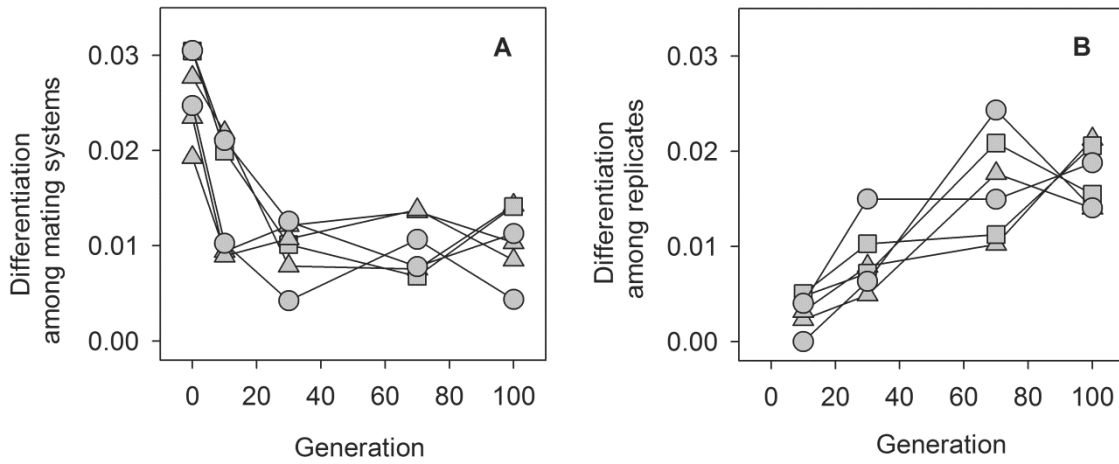 Differentiation
among mating systems
0.03
0.02
0.01
0.00
A
0 20 40 60 80 100
Generation
Differentiation
among replicates
0.03
0.02
0.01
0.00
B
0 20 40 60 80 100
Generation